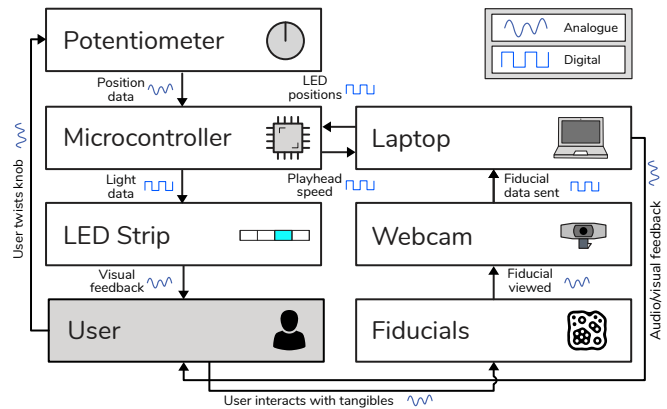 Potentiometer
Analogue
Digital
Position
data
LED
positions
Microcontroller
Laptop
Light
data
Playhead
speed
Fiducial
data sent
User twists knob
LED Strip
Webcam
Audio/visual feedback
Visual
feedback
Fiducial
viewed
User
Fiducials
User interacts with tangibles